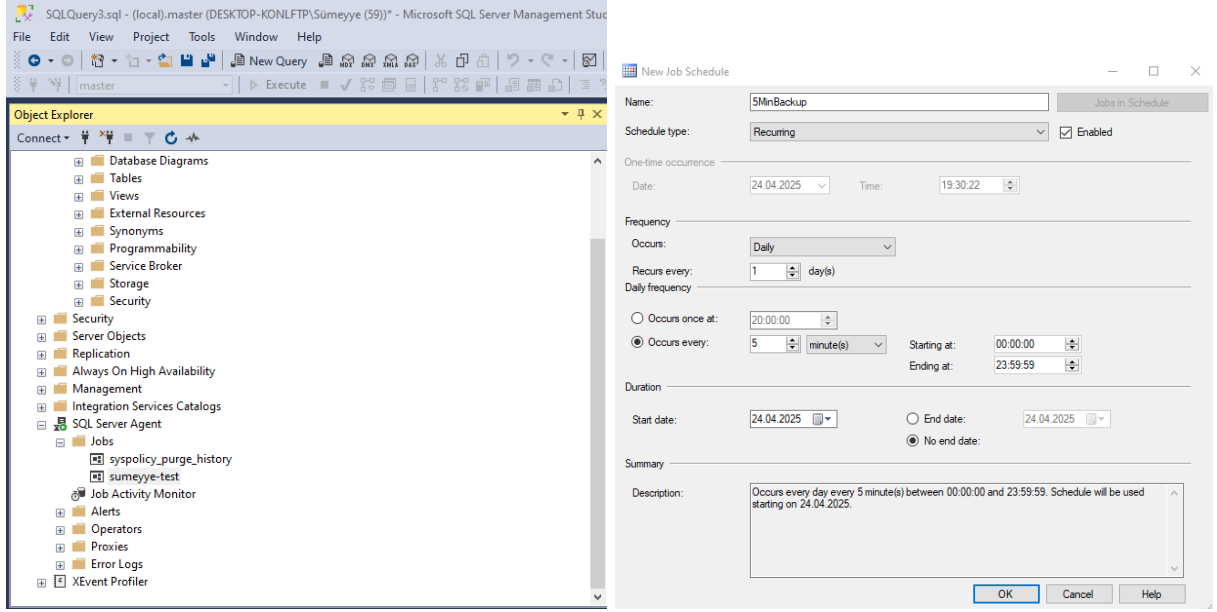 SQLQuery3.sql - (local).master (DESKTOP-KONLFTP\Sümeyye (59))* - Microsoft SQL Server Management Stud
File Edit View Project Tools Window Help
New Query MDX DMX XMLA DAX
master Execute
Object Explorer
Connect
Database Diagrams
Tables
Views
External Resources
Synonyms
Programmability
Service Broker
Storage
Security
Security
Server Objects
Replication
Always On High Availability
Management
Integration Services Catalogs
SQL Server Agent
Jobs
syspolicy_purge_history
sumeyye-test
Job Activity Monitor
Alerts
Operators
Proxies
Error Logs
XEvent Profiler
New Job Schedule
Name: 5MinBackup Jobs in Schedule
Schedule type: Recurring Enabled
One-time occurrence
Date: 24.04.2025 Time: 19:30:22
Frequency
Occurs: Daily
Recurs every: 1 day(s)
Daily frequency
Occurs once at: 20:00:00
Occurs every: 5 minute(s) Starting at: 00:00:00
Ending at: 23:59:59
Duration
Start date: 24.04.2025 End date: 24.04.2025
No end date:
Summary
Description: Occurs every day every 5 minute(s) between 00:00:00 and 23:59:59. Schedule will be used
starting on 24.04.2025.
OK Cancel Help